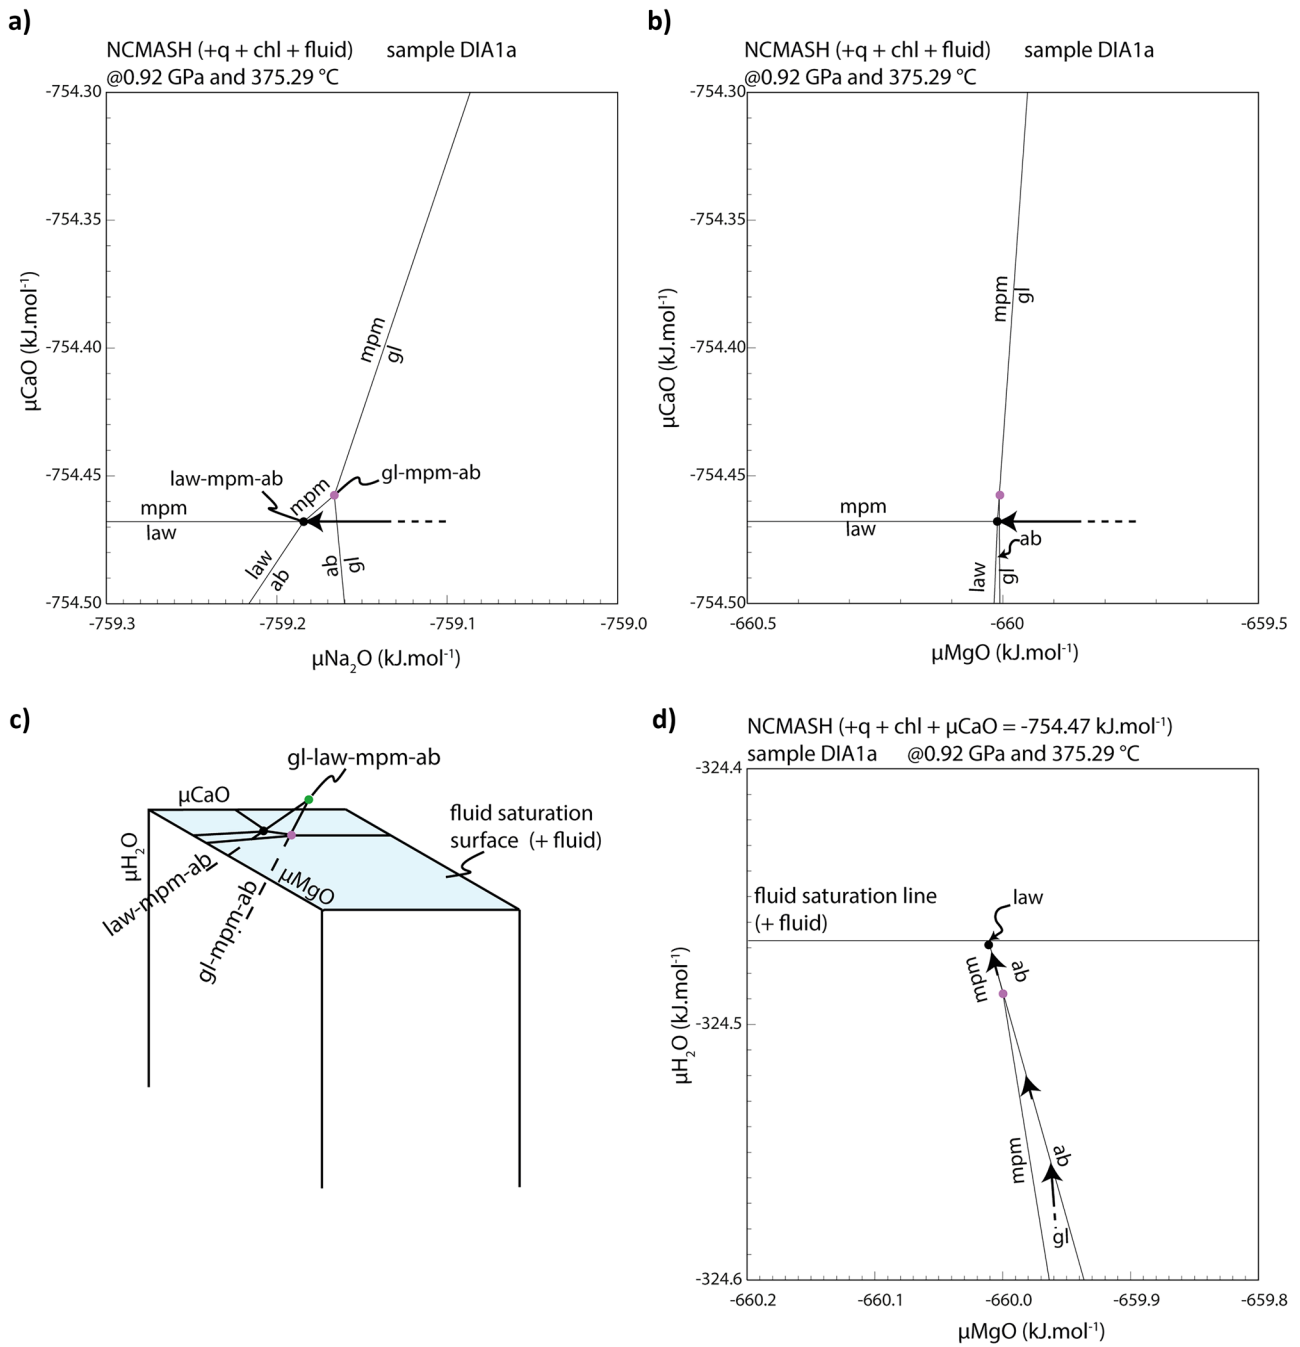 a)
NCMASH (+q + chl + fluid) sample DIA1a
@0.92 GPa and 375.29 °C
-754.30
-754.35
-754.40
-754.45
-754.50
µCaO (kJ.mol⁻¹)
mpm
gl
law-mpm-ab
gl-mpm-ab
mpm
mpm
law
law
ab
ab
gl
-759.3
-759.2
-759.1
-759.0
µNa₂O (kJ.mol⁻¹)
b)
NCMASH (+q + chl + fluid) sample DIA1a
@0.92 GPa and 375.29 °C
-754.30
-754.35
-754.40
-754.45
-754.50
µCaO (kJ.mol⁻¹)
mpm
gl
mpm
law
ab
law
gl
-660.5
-660
-659.5
µMgO (kJ.mol⁻¹)
c)
gl-law-mpm-ab
µCaO
fluid saturation
surface (+ fluid)
µH₂O
µMgO
law-mpm-ab
gl-mpm-ab
d)
NCMASH (+q + chl + µCaO = -754.47 kJ.mol⁻¹)
sample DIA1a @0.92 GPa and 375.29 °C
-324.4
-324.5
-324.6
µH₂O (kJ.mol⁻¹)
fluid saturation line
(+ fluid)
law
mpm
ab
mpm
ab
gl
-660.2
-660.1
-660.0
-659.9
-659.8
µMgO (kJ.mol⁻¹)